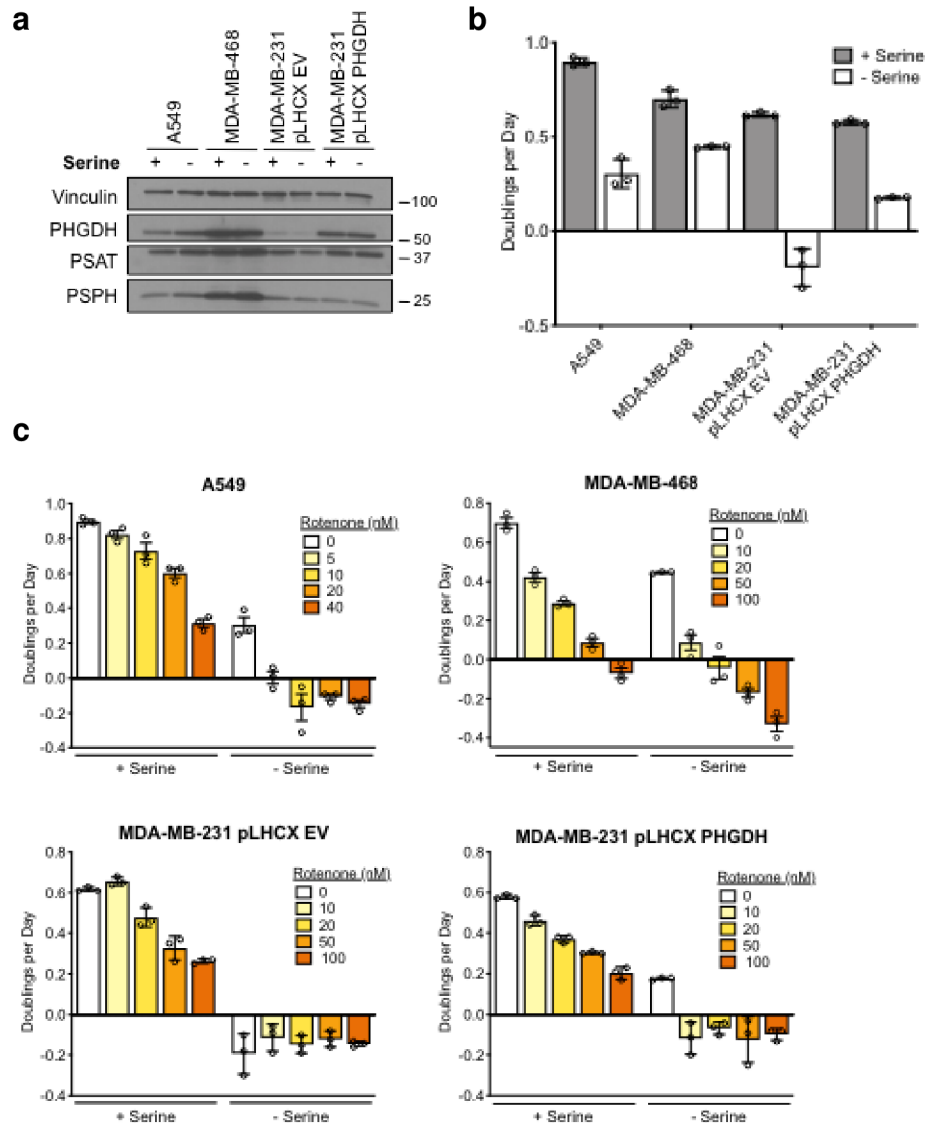 a
A549
MDA-MB-468
MDA-MB-231
pLHCX EV
MDA-MB-231
pLHCX PHGDH
Serine + - + - + - + -
Vinculin
100
PHGDH
50
PSAT
37
PSPH
25
b
+ Serine
- Serine
Doublings per Day
1.0
0.5
0.0
-0.5
A549
MDA-MB-468
MDA-MB-231
pLHCX EV
MDA-MB-231
pLHCX PHGDH
c
A549
Doublings per Day
1.0
0.8
0.6
0.4
0.2
0.0
-0.2
-0.4
Rotenone (nM)
0
5
10
20
40
+ Serine
- Serine
MDA-MB-468
Doublings per Day
0.8
0.6
0.4
0.2
0.0
-0.2
-0.4
Rotenone (nM)
0
10
20
50
100
+ Serine
- Serine
MDA-MB-231 pLHCX EV
Doublings per Day
0.8
0.6
0.4
0.2
0.0
-0.2
-0.4
Rotenone (nM)
0
10
20
50
100
+ Serine
- Serine
MDA-MB-231 pLHCX PHGDH
Doublings per Day
0.8
0.6
0.4
0.2
0.0
-0.2
-0.4
Rotenone (nM)
0
10
20
50
100
+ Serine
- Serine